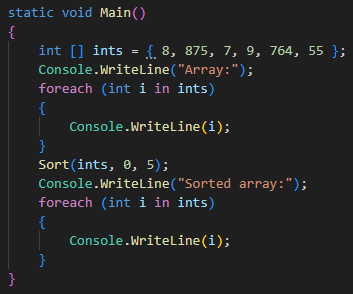 static void Main()
{
    int [] ints = { 8, 875, 7, 9, 764, 55 };
    Console.WriteLine("Array:");
    foreach (int i in ints)
    {
        Console.WriteLine(i);
    }
    Sort(ints, 0, 5);
    Console.WriteLine("Sorted array:");
    foreach (int i in ints)
    {
        Console.WriteLine(i);
    }
}